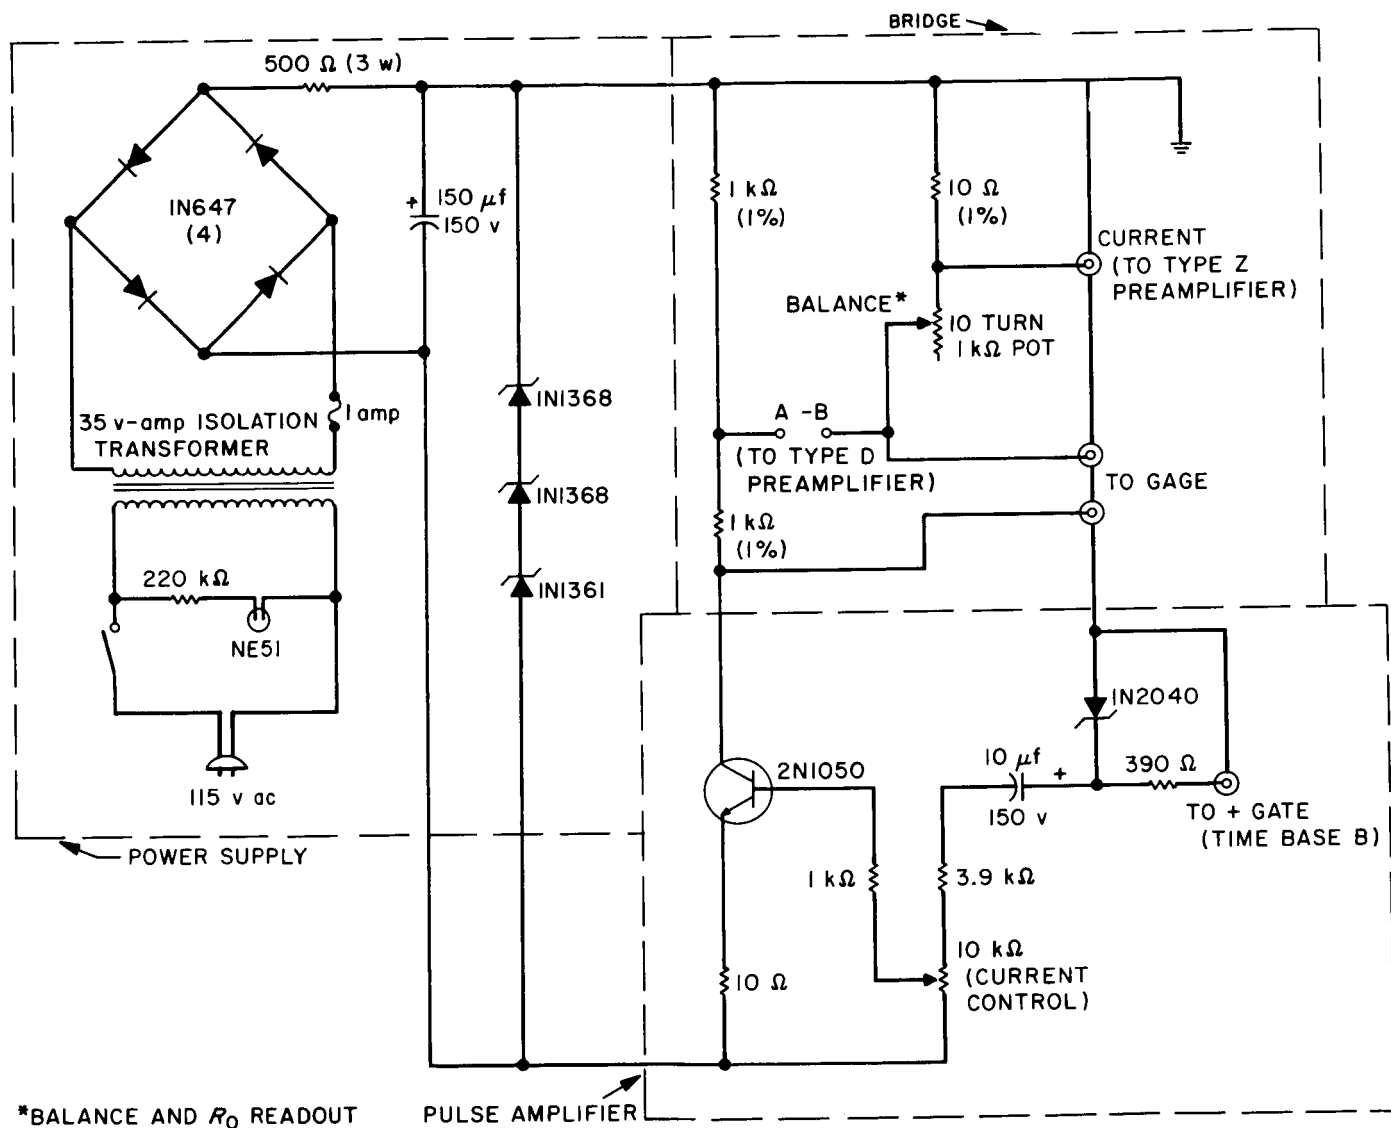 BRIDGE
500 Ω (3 w)
IN647
(4)
150 μf
150 v
+
1 kΩ
(1%)
10 Ω
(1%)
CURRENT
(TO TYPE Z
PREAMPLIFIER)
BALANCE*
10 TURN
1 kΩ POT
35 v-amp ISOLATION
TRANSFORMER
1 amp
IN1368
A - B
(TO TYPE D
PREAMPLIFIER)
TO GAGE
IN1368
1 kΩ
(1%)
220 kΩ
NE51
IN1361
115 v ac
POWER SUPPLY
2N1050
IN2040
10 μf
150 v
+
390 Ω
TO + GATE
(TIME BASE B)
1 kΩ
3.9 kΩ
10 Ω
10 kΩ
(CURRENT
CONTROL)
*BALANCE AND R₀ READOUT
PULSE AMPLIFIER